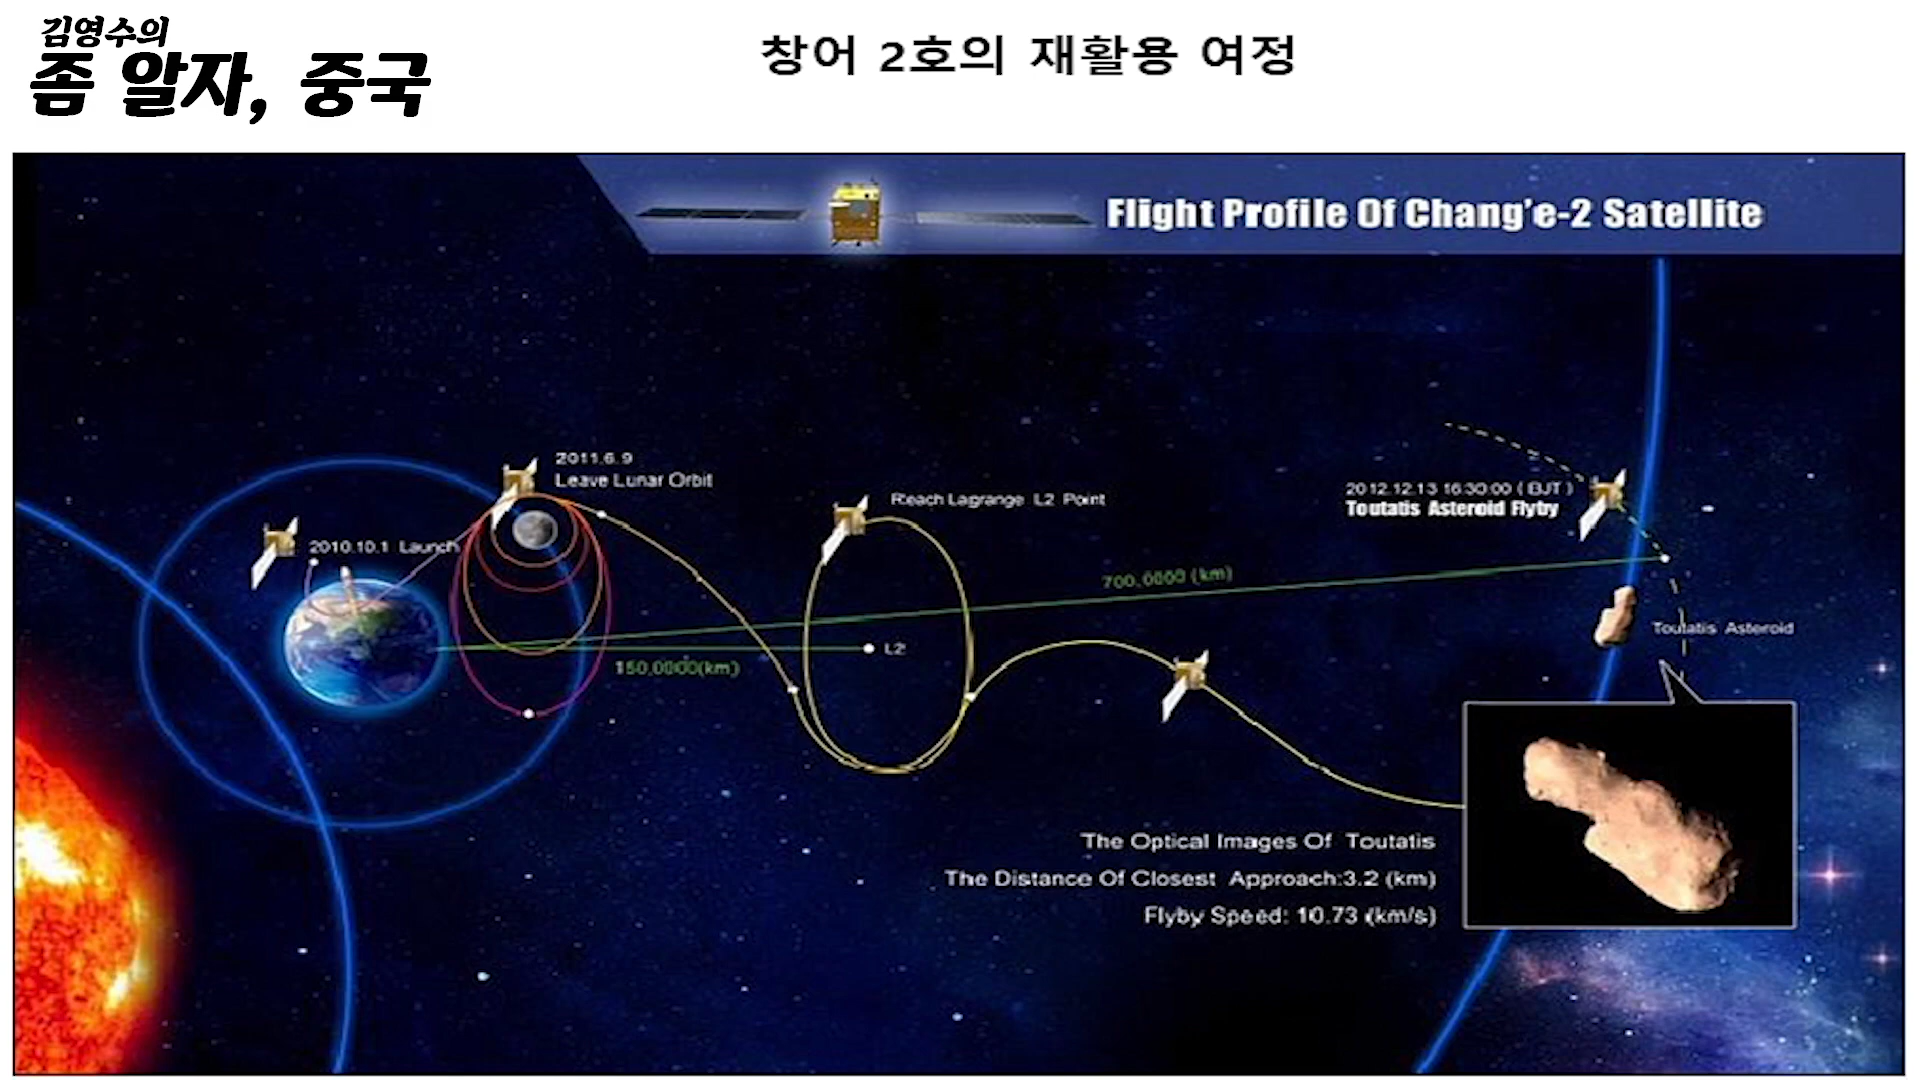 김영수의
좀 알자, 중국
창어 2호의 재활용 여정
Flight Profile Of Chang'e-2 Satellite
2011.6.9
Leave Lunar Orbit
Reach Lagrange L2 Point
2012.12.13 16:30:00 ( BJT )
Toutatis Asteroid Flyby
2010.10.1 Launch
700,0000 (km)
Toutatis Asteroid
L2
150,0000(km)
The Optical Images Of Toutatis
The Distance Of Closest Approach:3.2 (km)
Flyby Speed: 10.73 (km/s)